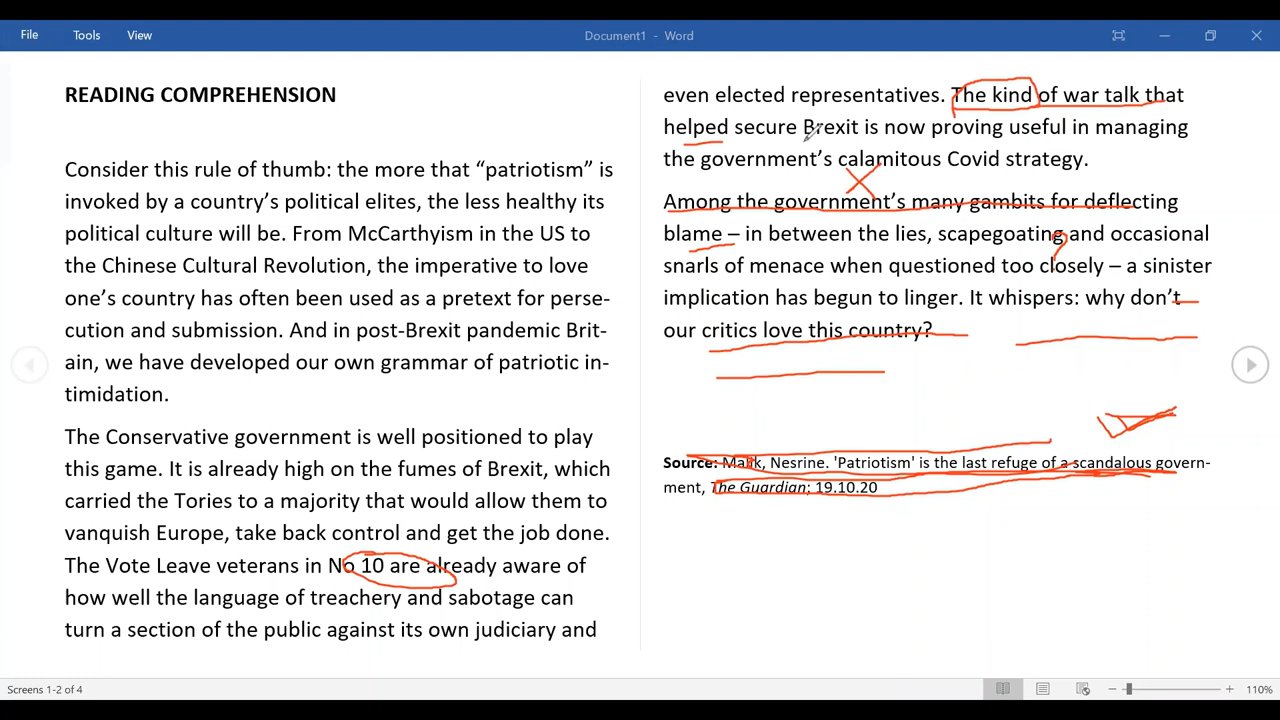 File Tools View Document1 - Word
READING COMPREHENSION
Consider this rule of thumb: the more that “patriotism” is
invoked by a country’s political elites, the less healthy its
political culture will be. From McCarthyism in the US to
the Chinese Cultural Revolution, the imperative to love
one’s country has often been used as a pretext for perse-
cution and submission. And in post-Brexit pandemic Brit-
ain, we have developed our own grammar of patriotic in-
timidation.
The Conservative government is well positioned to play
this game. It is already high on the fumes of Brexit, which
carried the Tories to a majority that would allow them to
vanquish Europe, take back control and get the job done.
The Vote Leave veterans in No 10 are already aware of
how well the language of treachery and sabotage can
turn a section of the public against its own judiciary and
even elected representatives. The kind of war talk that
helped secure Brexit is now proving useful in managing
the government’s calamitous Covid strategy.
Among the government’s many gambits for deflecting
blame – in between the lies, scapegoating and occasional
snarls of menace when questioned too closely – a sinister
implication has begun to linger. It whispers: why don’t
our critics love this country?
Source: Malik, Nesrine. 'Patriotism' is the last refuge of a scandalous govern-
ment, The Guardian; 19.10.20
Screens 1-2 of 4 110%